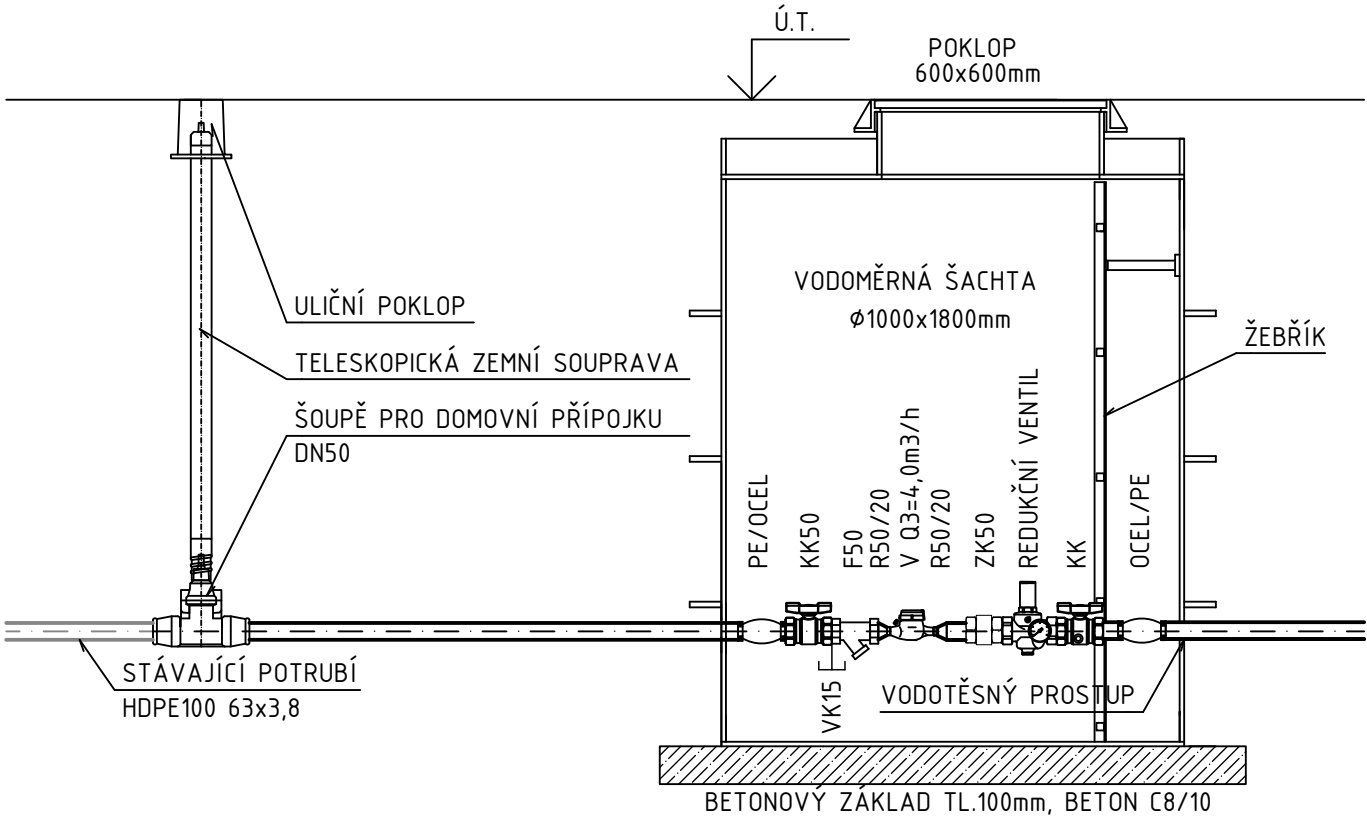 Ú.T.
POKLOP
600x600mm
VODOMĚRNÁ ŠACHTA
ϕ1000x1800mm
ULIČNÍ POKLOP
ŽEBŘÍK
TELESKOPICKÁ ZEMNÍ SOUPRAVA
ŠOUPĚ PRO DOMOVNÍ PŘÍPOJKU
DN50
PE/OCEL
KK50
F50
R50/20
V Q3=4,0m3/h
R50/20
ZK50
REDUKČNÍ VENTIL
KK
OCEL/PE
STÁVAJÍCÍ POTRUBÍ
HDPE100 63x3,8
VK15
VODOTĚSNÝ PROSTUP
BETONOVÝ ZÁKLAD TL.100mm, BETON C8/10